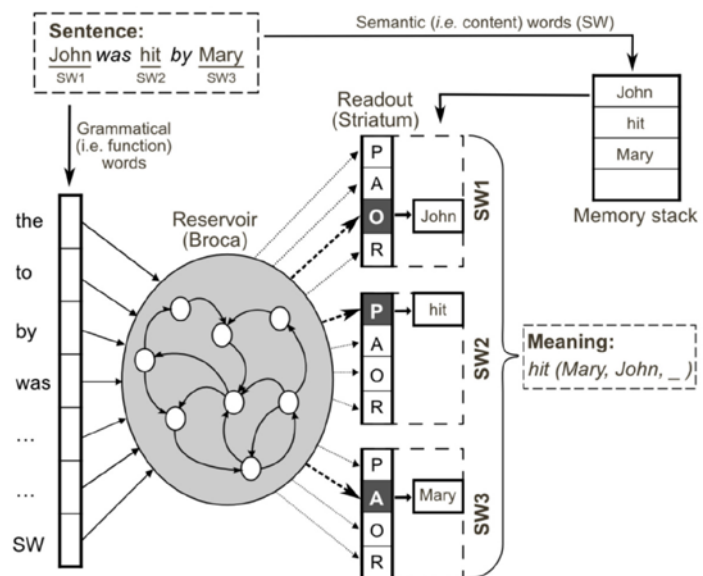 Sentence:
John was hit by Mary
SW1 SW2 SW3
Semantic (i.e. content) words (SW)
Grammatical
(i.e. function)
words
the
to
by
was
...
...
SW
Reservoir
(Broca)
Readout
(Striatum)
P
A
O
R
John
SW1
P
A
O
R
hit
SW2
P
A
O
R
Mary
SW3
John
hit
Mary
Memory stack
Meaning:
hit (Mary, John, _ )